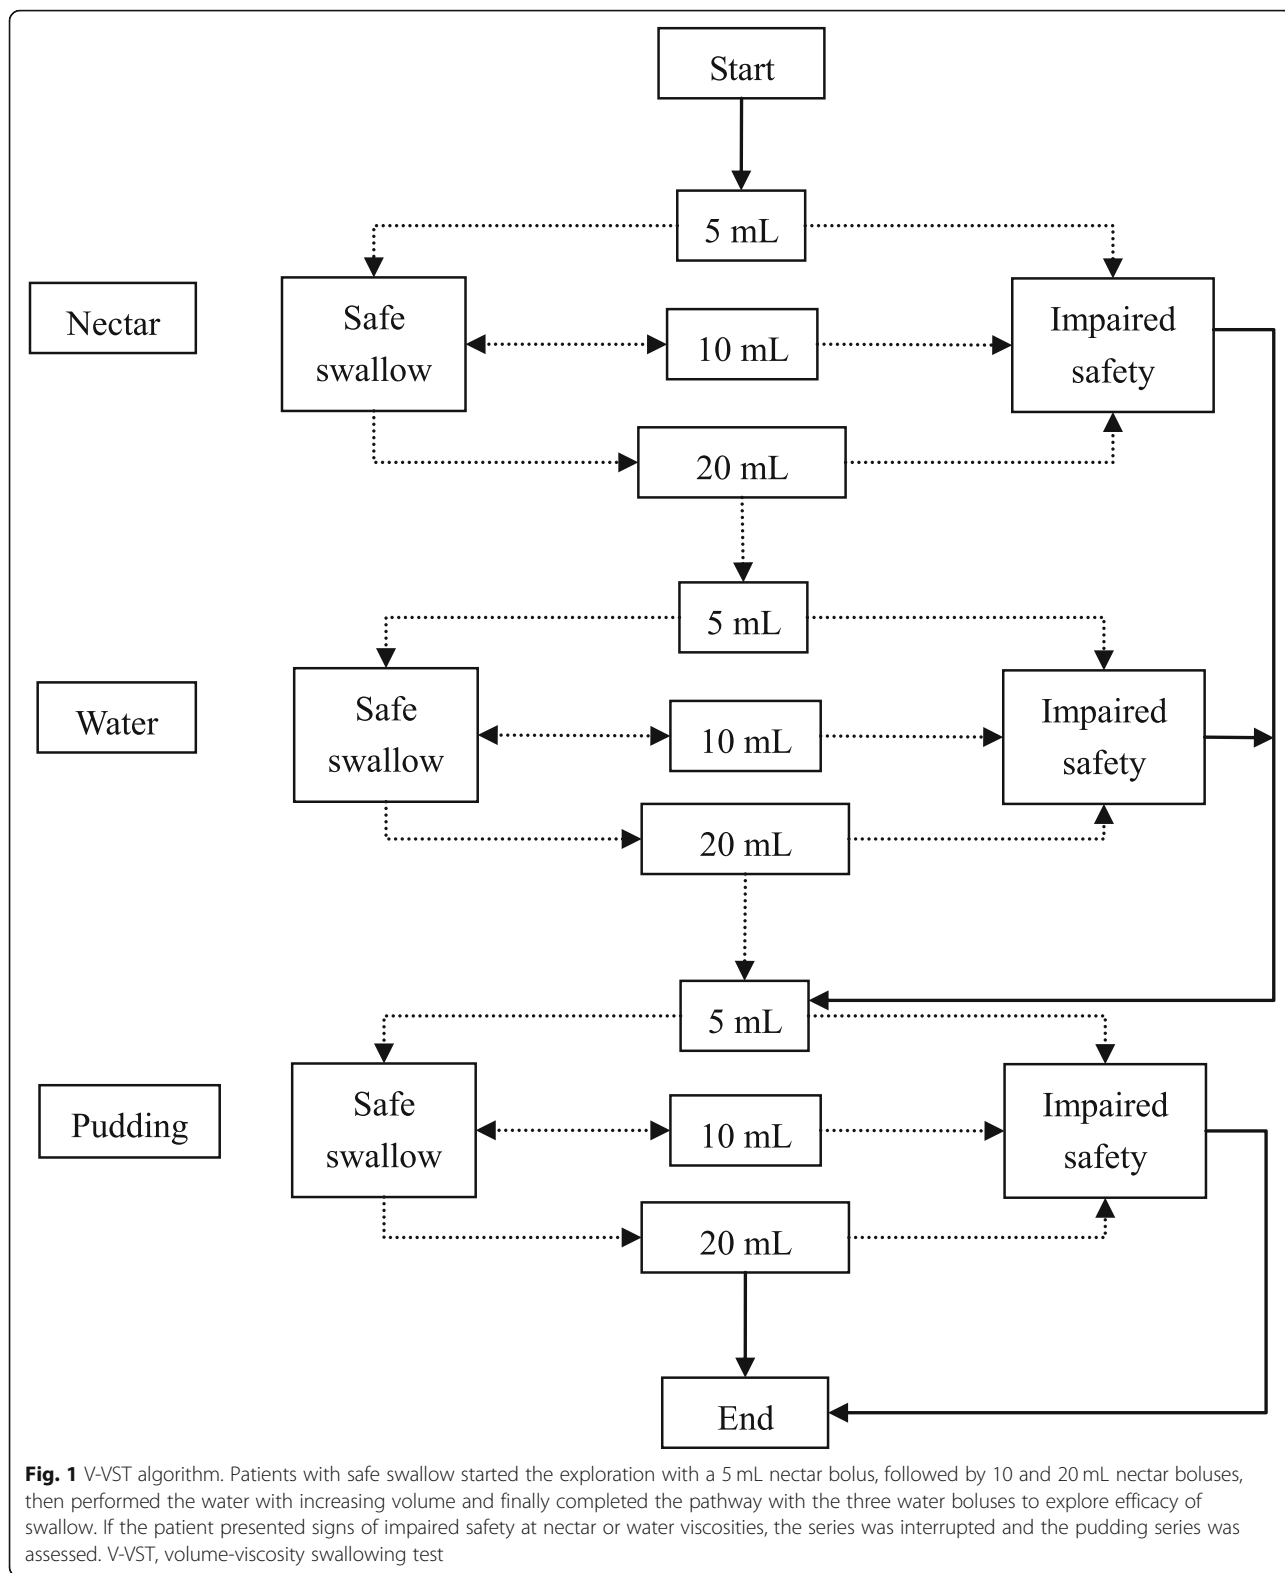 Start
5 mL
Nectar
Safe
swallow
10 mL
Impaired
safety
20 mL
5 mL
Water
Safe
swallow
10 mL
Impaired
safety
20 mL
5 mL
Pudding
Safe
swallow
10 mL
Impaired
safety
20 mL
End
Fig. 1 V-VST algorithm. Patients with safe swallow started the exploration with a 5 mL nectar bolus, followed by 10 and 20 mL nectar boluses,
then performed the water with increasing volume and finally completed the pathway with the three water boluses to explore efficacy of
swallow. If the patient presented signs of impaired safety at nectar or water viscosities, the series was interrupted and the pudding series was
assessed. V-VST, volume-viscosity swallowing test